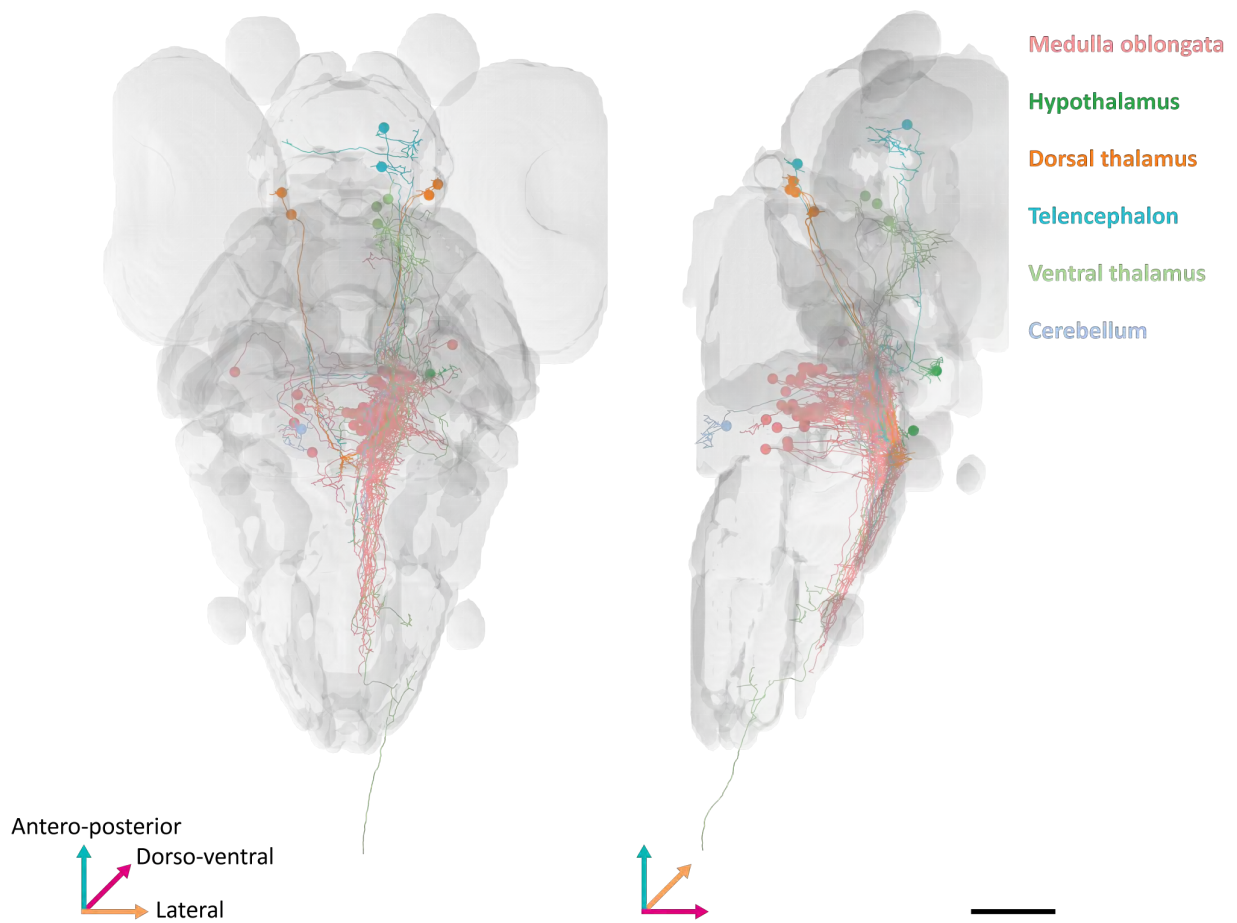 Medulla oblongata
Hypothalamus
Dorsal thalamus
Telencephalon
Ventral thalamus
Cerebellum
Antero-posterior
Dorso-ventral
Lateral